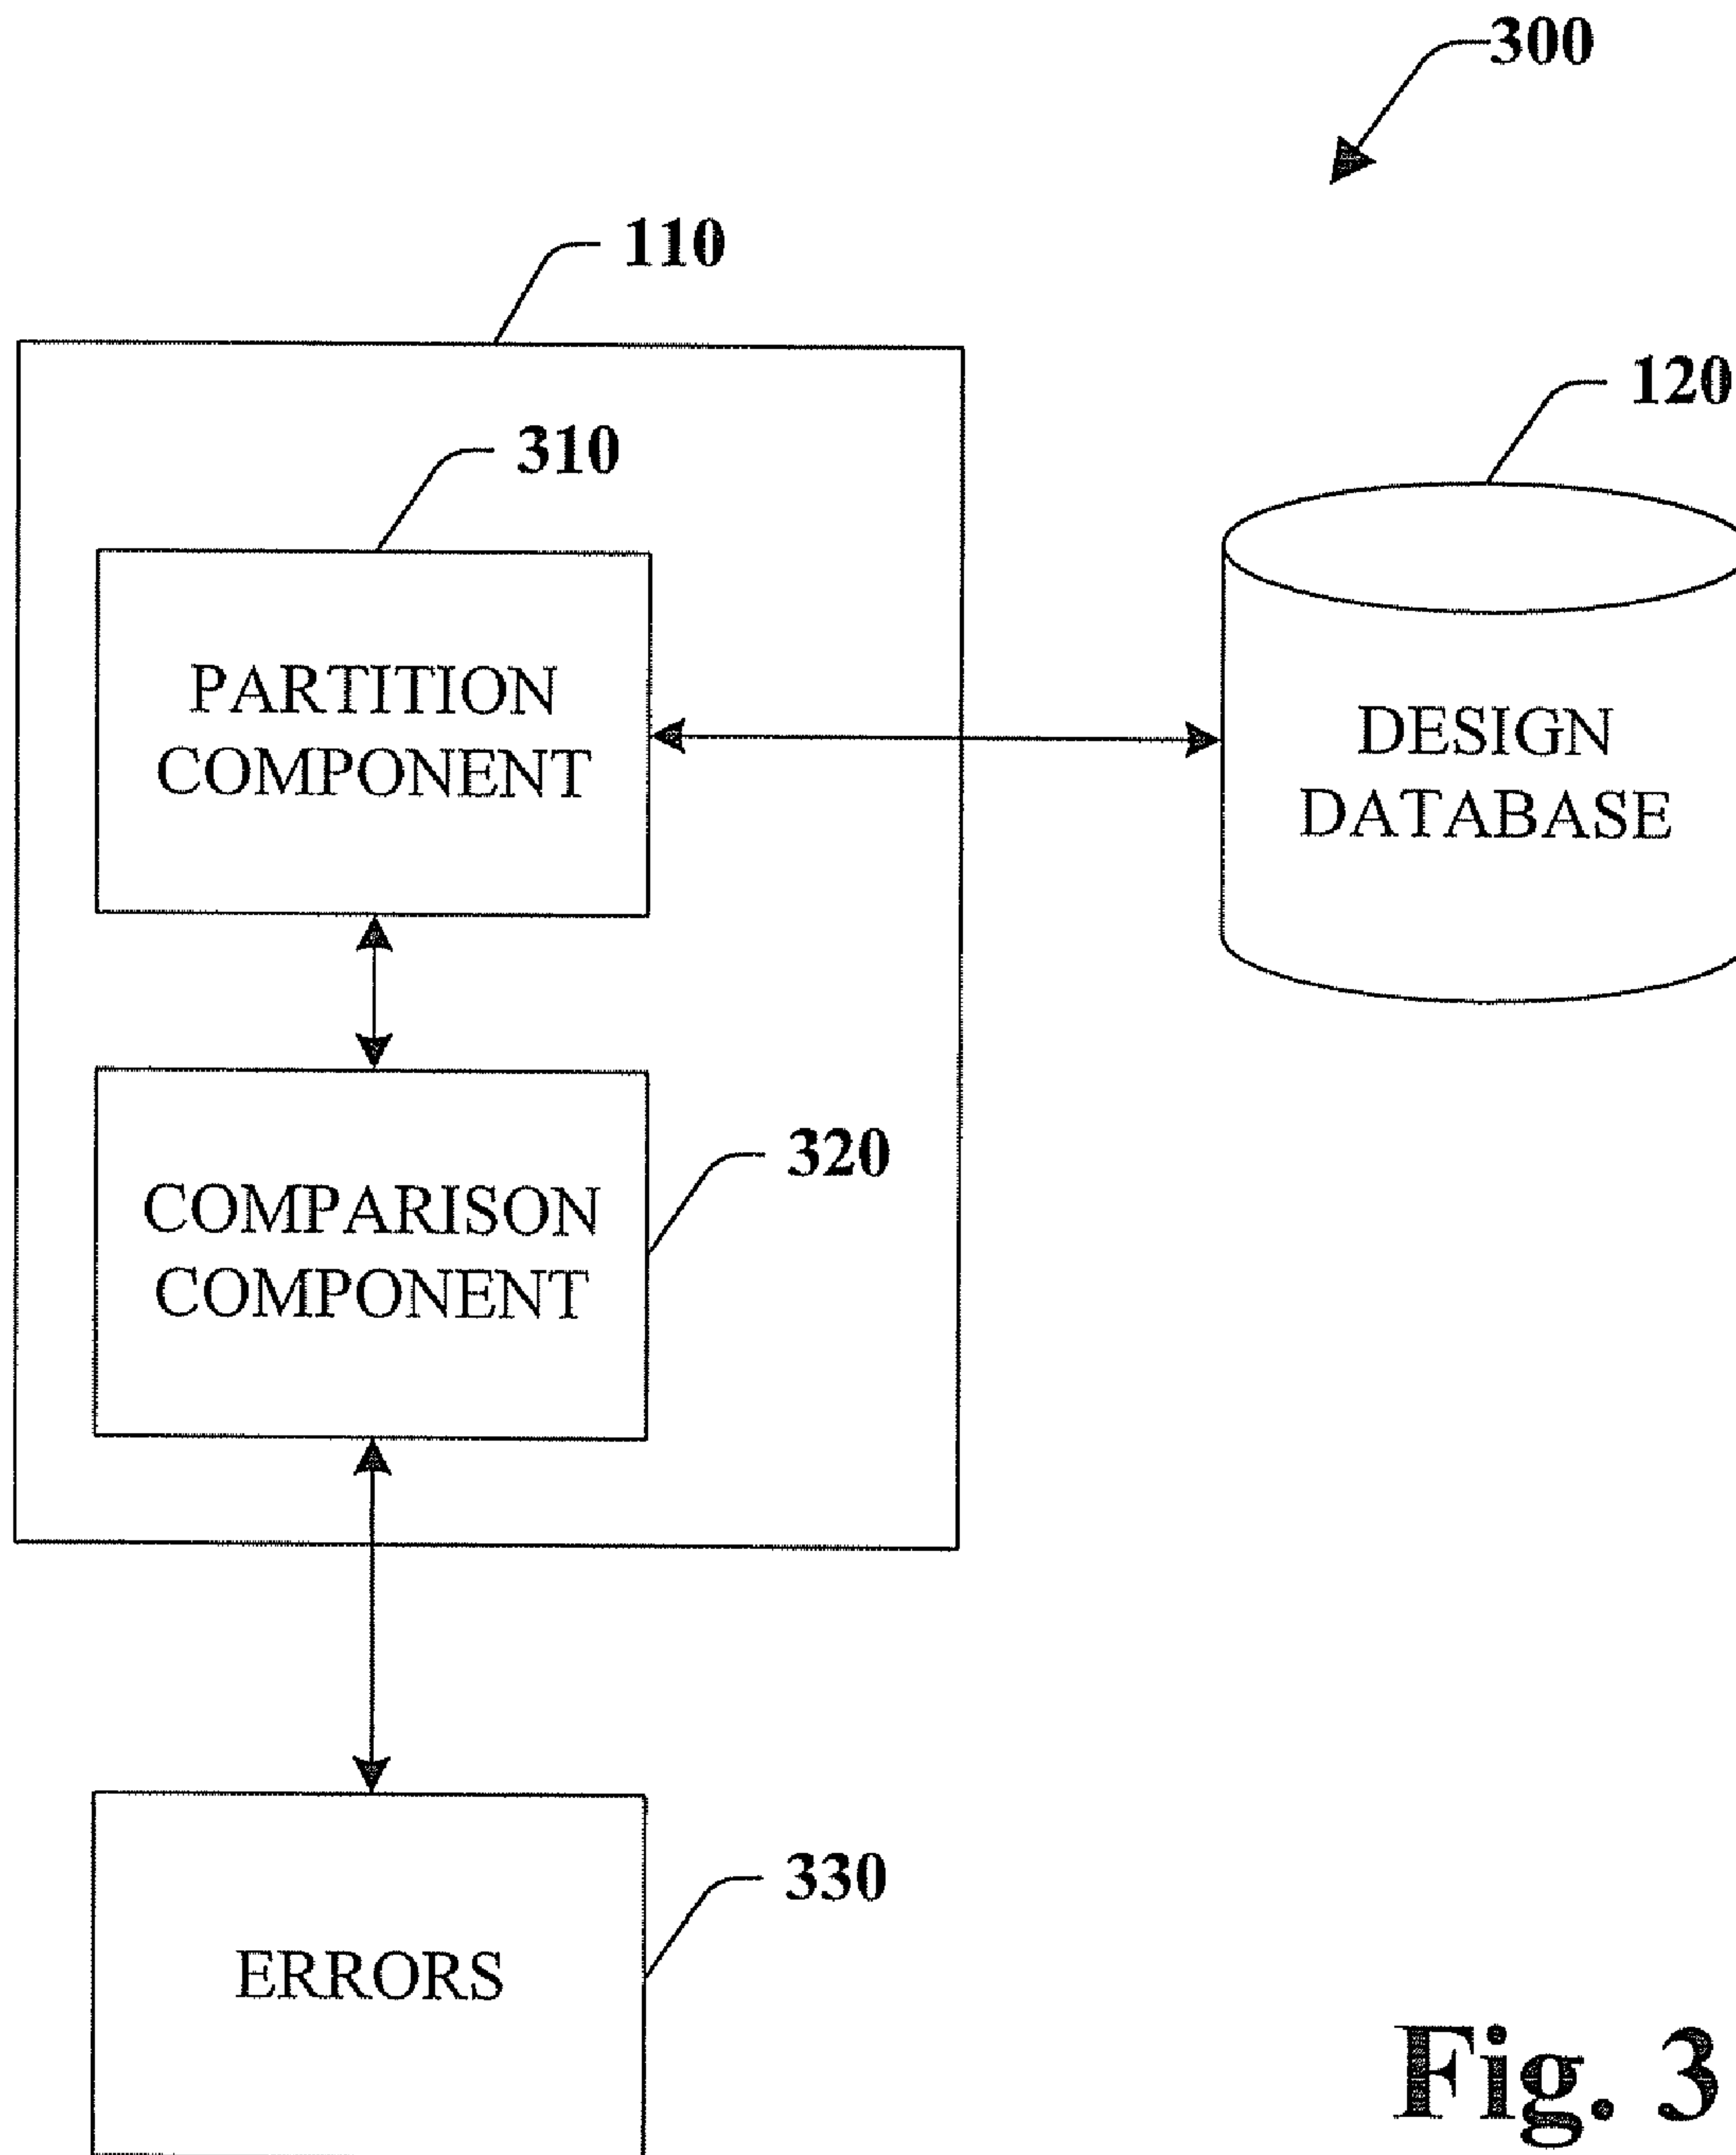 300
110
120
310
PARTITION
COMPONENT
DESIGN
DATABASE
320
COMPARISON
COMPONENT
330
ERRORS
Fig. 3